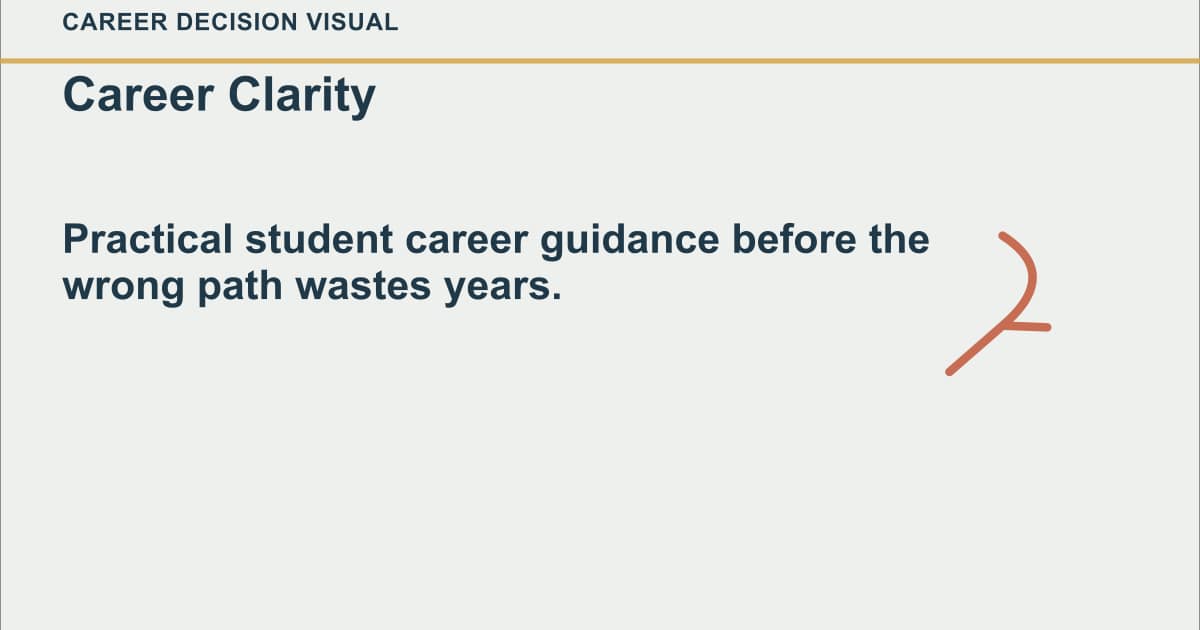 CAREER DECISION VISUAL
Career Clarity
Practical student career guidance before the
wrong path wastes years.